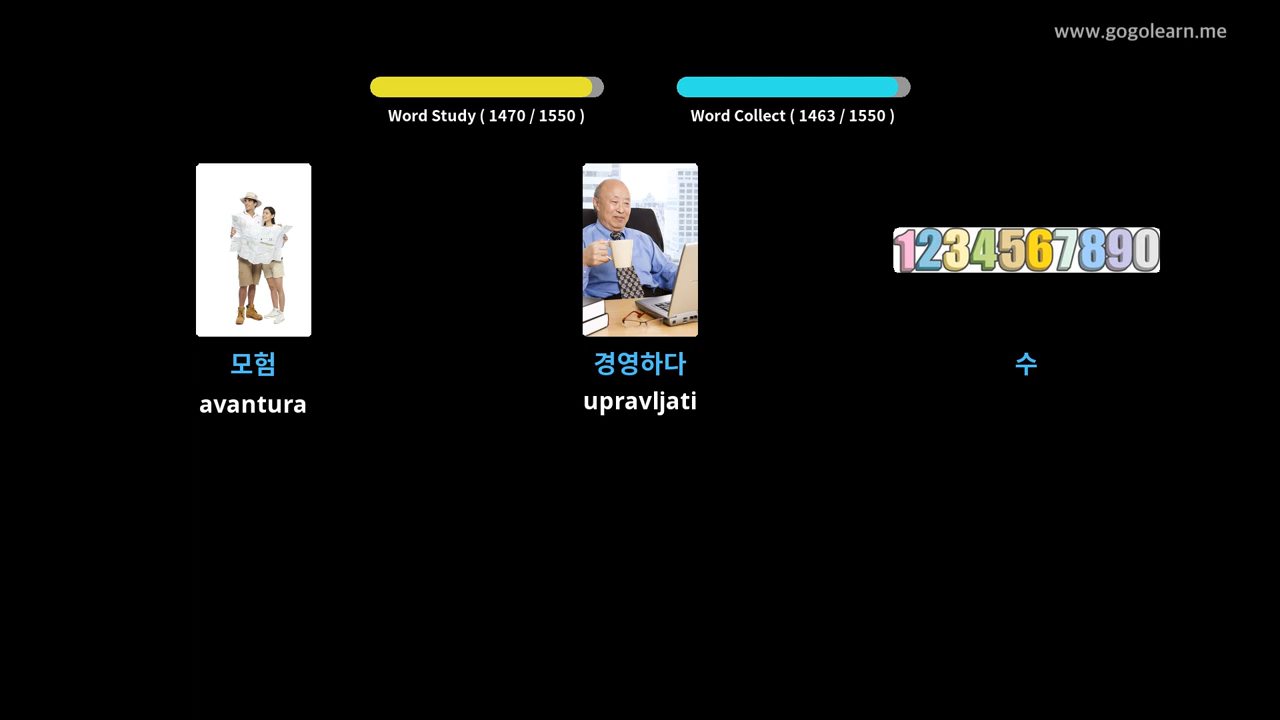 www.gogolearn.me
Word Study ( 1470 / 1550 )
Word Collect ( 1463 / 1550 )
1234567890
모험
경영하다
수
avantura
upravljati